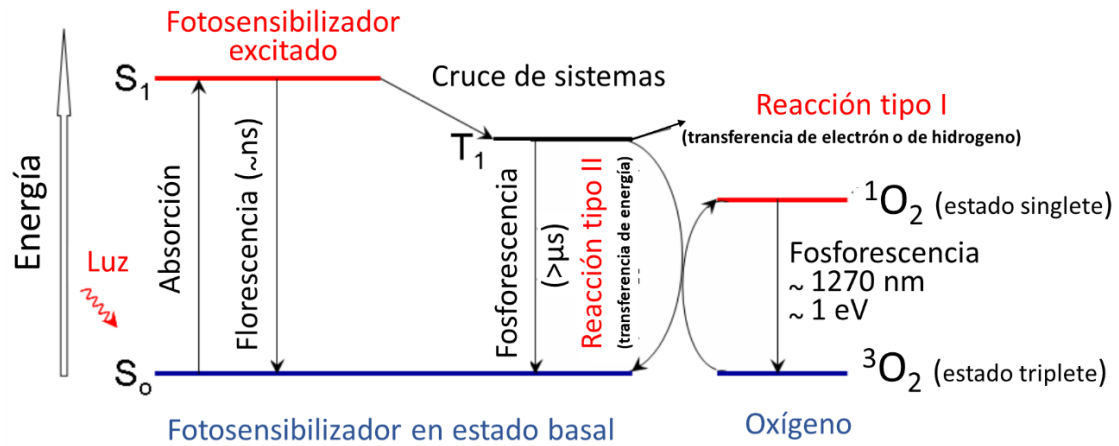 Fotosensibilizador
excitado
S1
Cruce de sistemas
Reacción tipo I
(transferencia de electrón o de hidrogeno)
T1
Energía
Luz
Absorción
Florescencia (~ns)
Fosforescencia
(>μs)
Reacción tipo II
(transferencia de energía)
1O2 (estado singlete)
Fosforescencia
~ 1270 nm
~ 1 eV
So
3O2 (estado triplete)
Fotosensibilizador en estado basal
Oxígeno